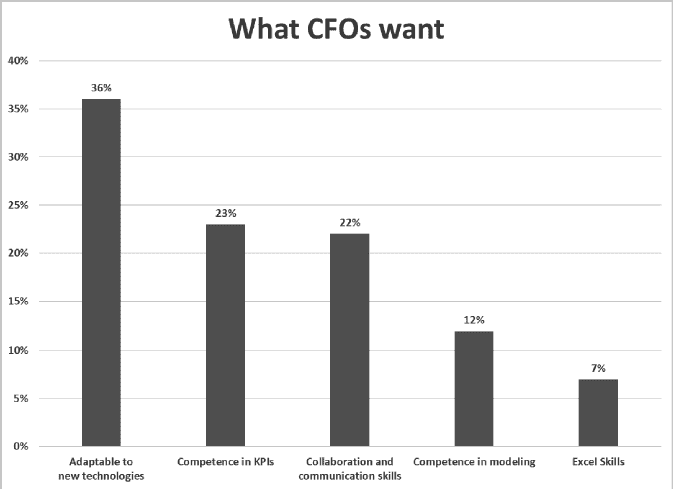 What CFOs want
40%
36%
35%
30%
25%
23%
22%
20%
15%
12%
10%
7%
5%
0%
Adaptable to
new technologies
Competence in KPIs
Collaboration and
communication skills
Competence in modeling
Excel Skills